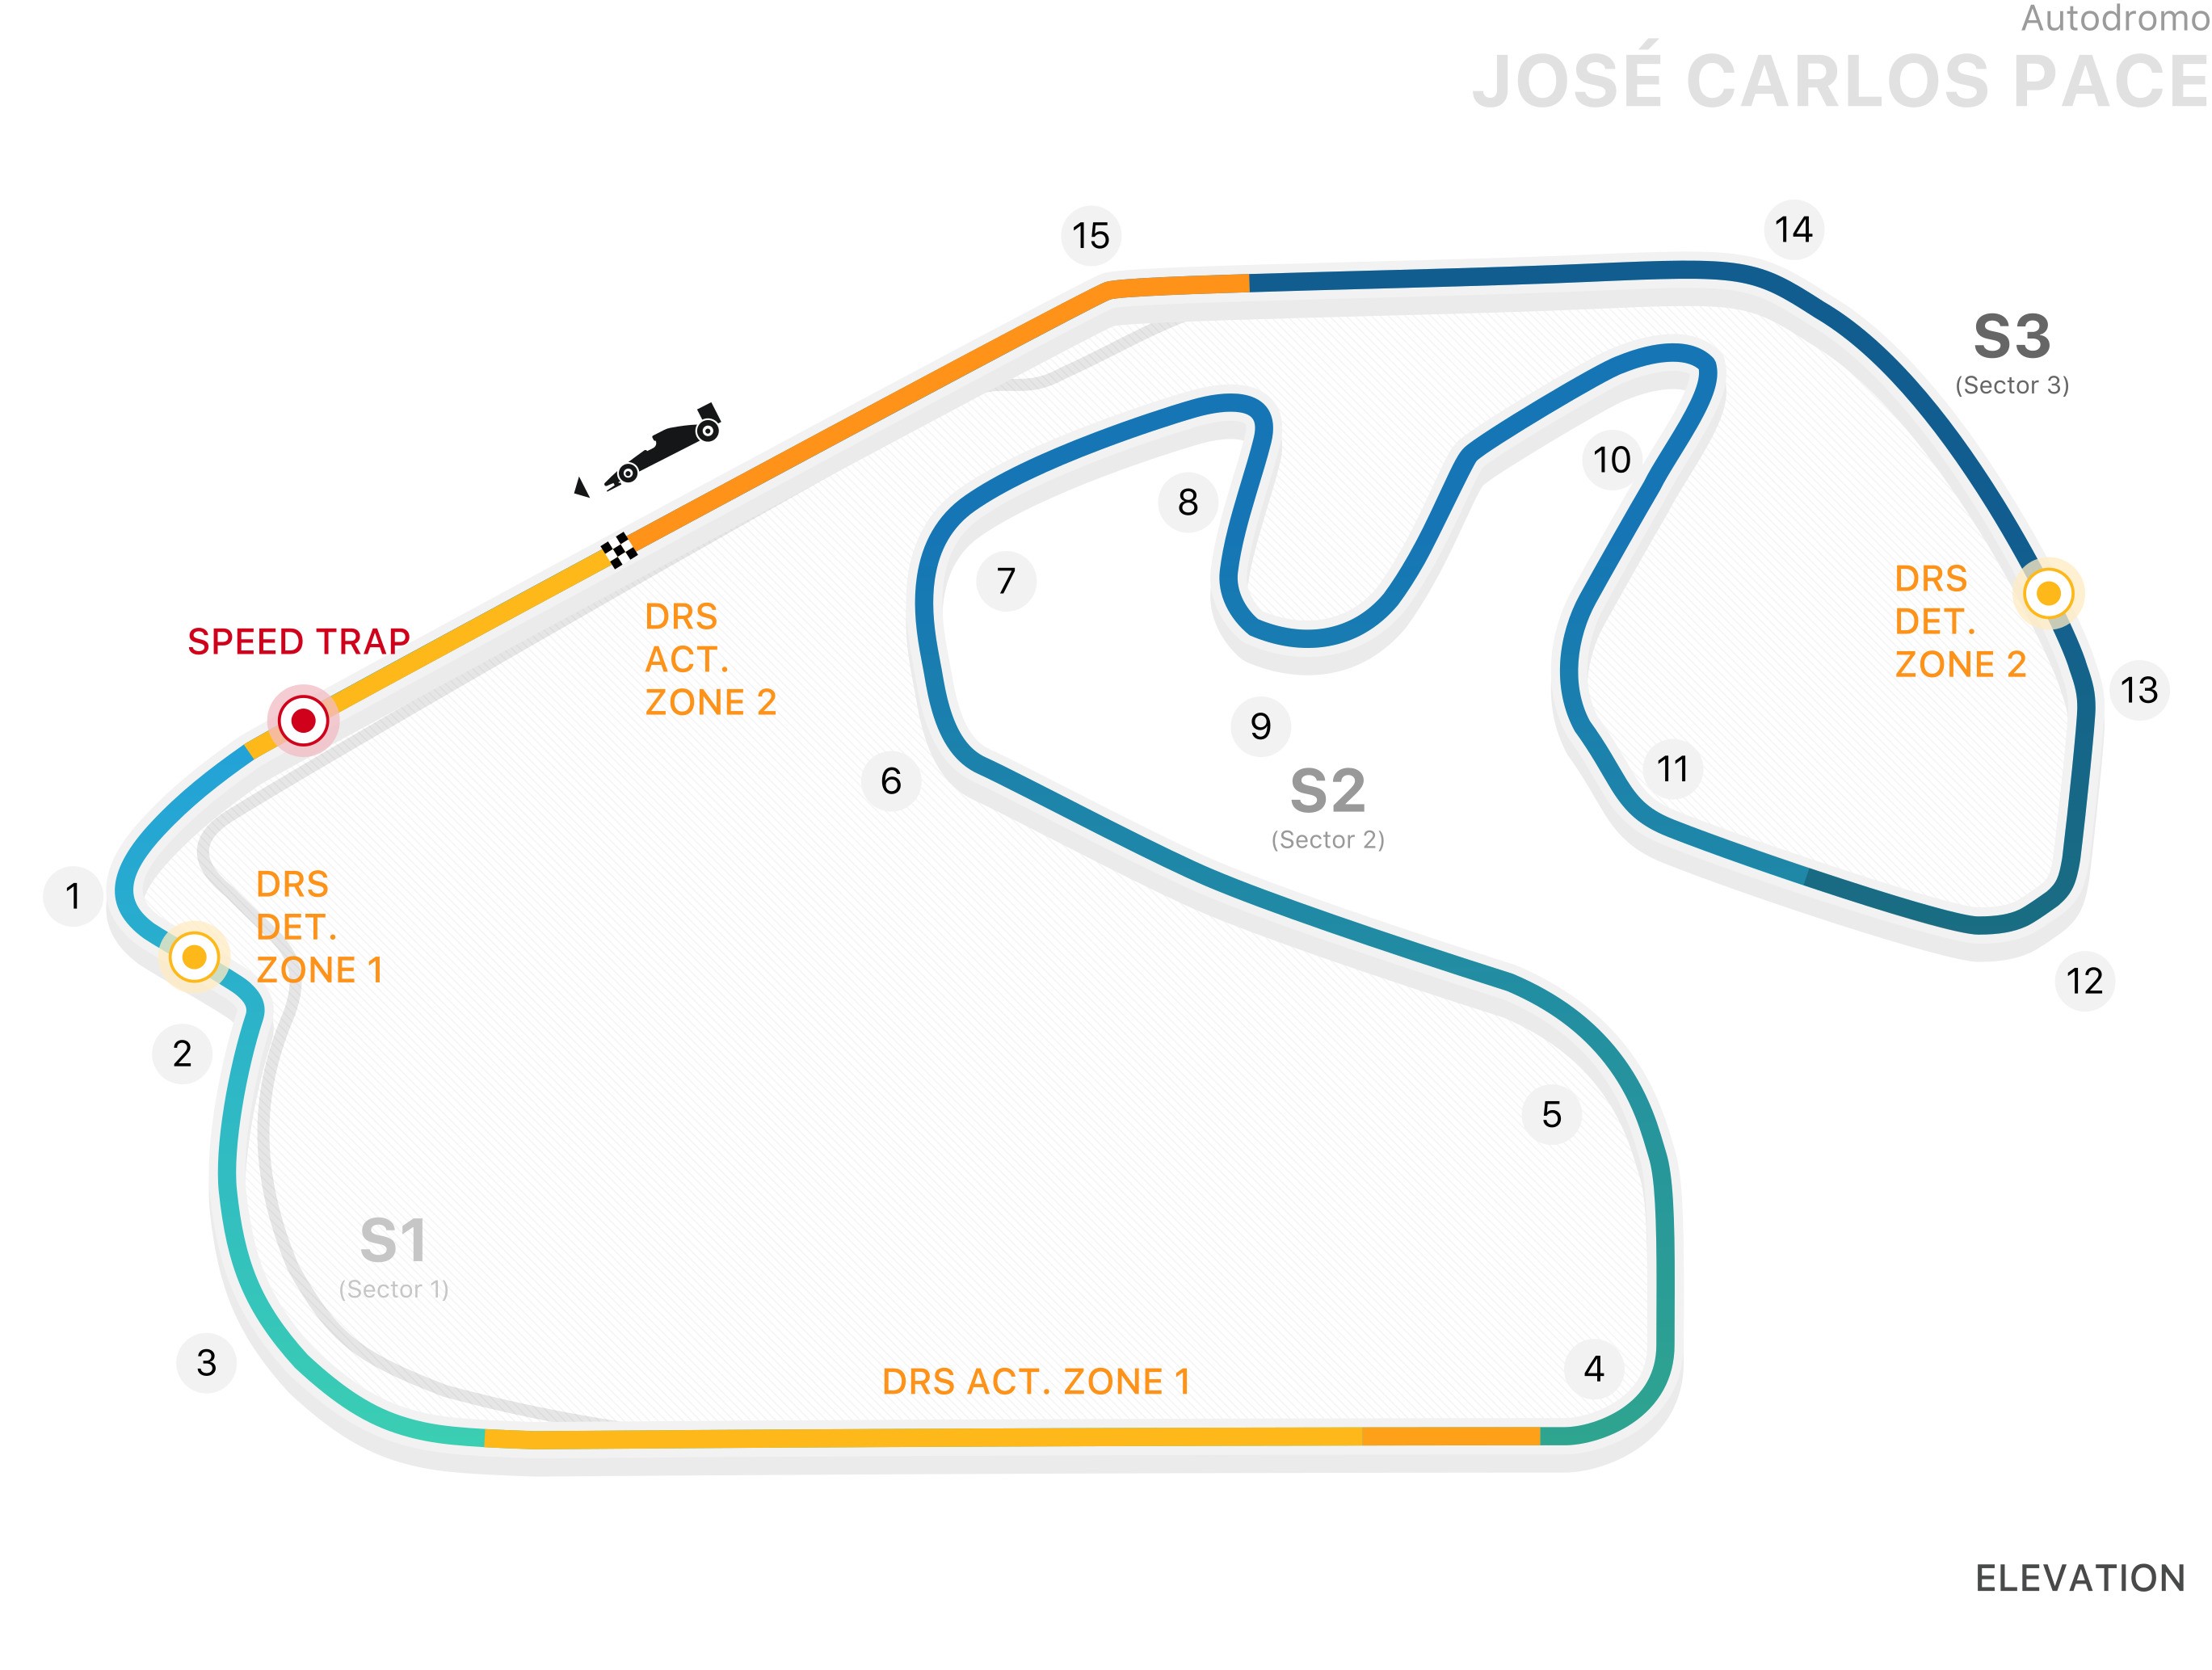 Autodromo
JOSÉ CARLOS PACE
15
14
S3
(Sector 3)
10
8
7
DRS
DET.
ZONE 2
DRS
ACT.
ZONE 2
SPEED TRAP
13
9
6
11
S2
(Sector 2)
1
DRS
DET.
ZONE 1
12
2
5
S1
(Sector 1)
3
4
DRS ACT. ZONE 1
ELEVATION